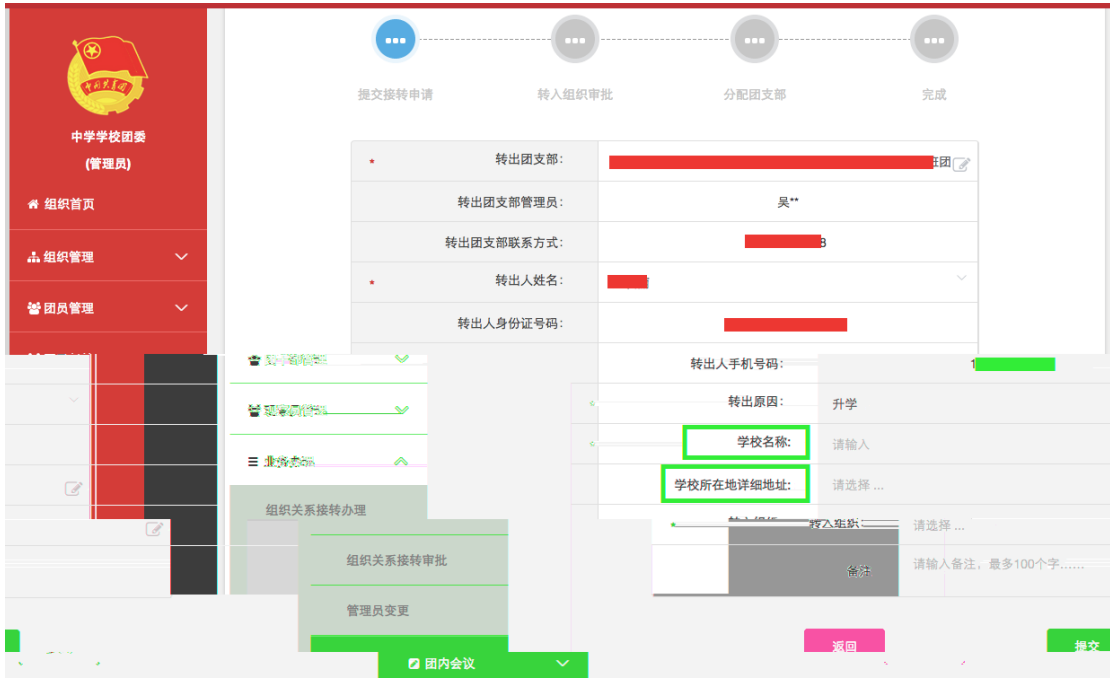 提交接转申请
转入组织审批
分配团支部
完成
中国共青团
中学学校团委
(管理员)
组织首页
组织管理
团员管理
转出团支部:
班团
转出团支部管理员:
吴**
转出团支部联系方式:
转出人姓名:
转出人身份证号码:
转出人手机号码:
1
转出原因:
升学
学校名称:
请输入
学校所在地详细地址:
请选择 ...
组织关系接转办理
转入组织:
请选择 ...
组织关系接转审批
备注
请输入备注，最多100个字......
管理员变更
返回
提交
团内会议